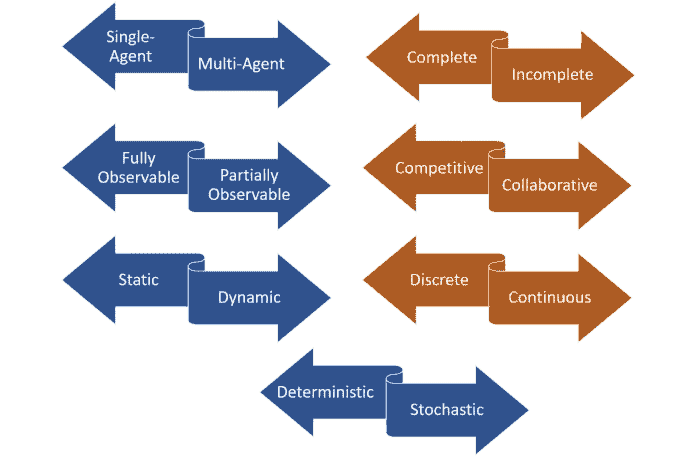 Single-
Agent
Multi-Agent
Complete
Incomplete
Fully
Observable
Partially
Observable
Competitive
Collaborative
Static
Dynamic
Discrete
Continuous
Deterministic
Stochastic